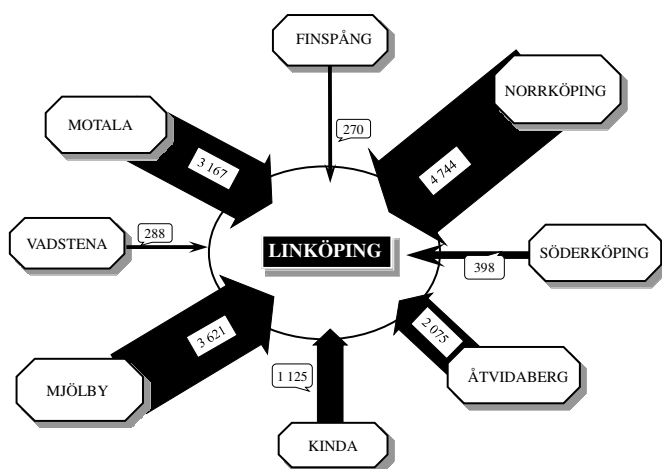 FINSPÅNG
NORRKÖPING
MOTALA
270
3 167
4 744
VADSTENA
288
LINKÖPING
SÖDERKÖPING
398
3 621
2 075
1 125
MJÖLBY
ÅTVIDABERG
KINDA